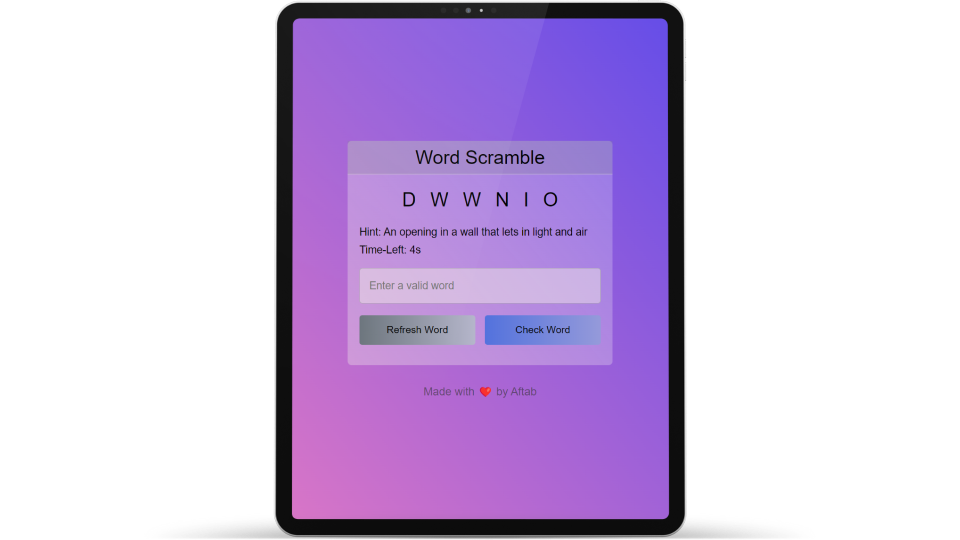 Word Scramble
D W W N I O
Hint: An opening in a wall that lets in light and air
Time-Left: 4s
Enter a valid word
Refresh Word Check Word
Made with ❤️ by Aftab